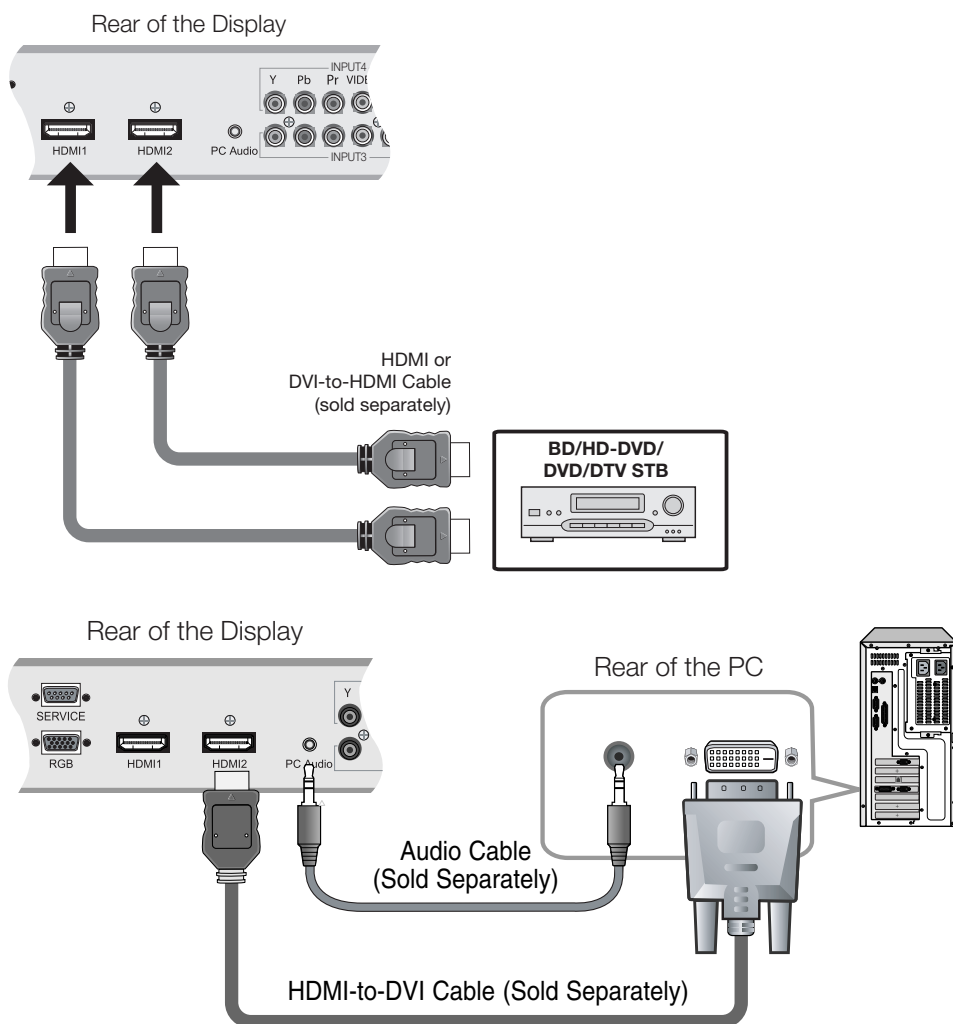 Rear of the Display
INPUT4
Y Pb Pr VIDE
HDMI1 HDMI2 PC Audio
INPUT3
HDMI or
DVI-to-HDMI Cable
(sold separately)
BD/HD-DVD/
DVD/DTV STB
Rear of the Display
Rear of the PC
Y
SERVICE
RGB HDMI1 HDMI2 PC Audio
Audio Cable
(Sold Separately)
HDMI-to-DVI Cable (Sold Separately)